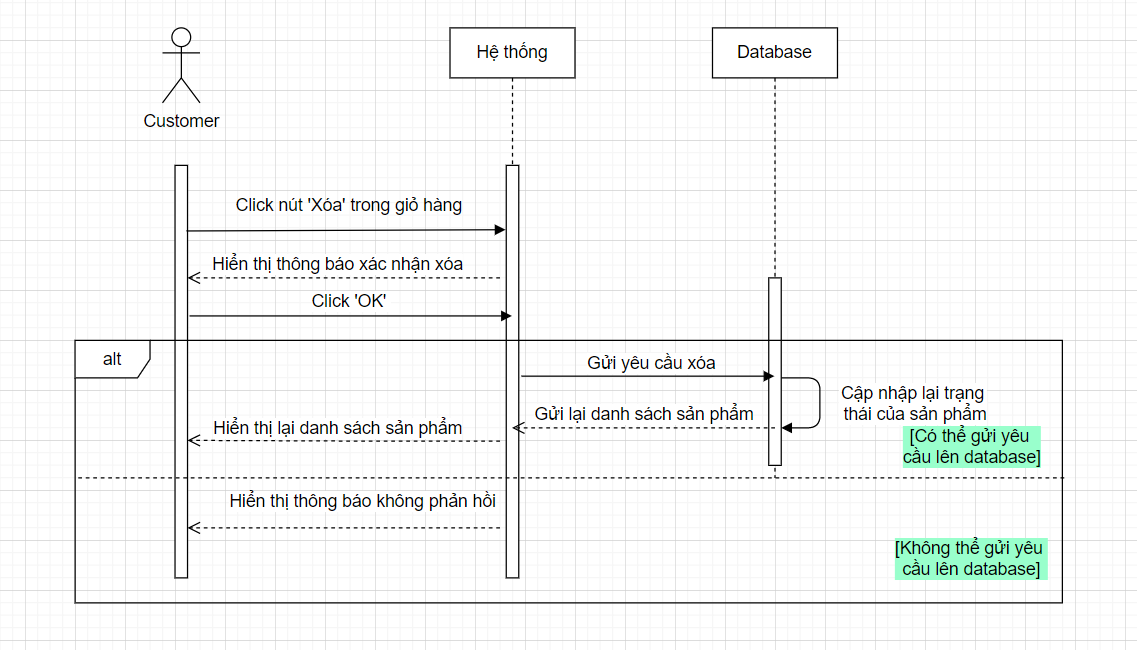 Hệ thống
Database
Customer
Click nút 'Xóa' trong giỏ hàng
Hiển thị thông báo xác nhận xóa
Click 'OK'
alt
Gửi yêu cầu xóa
Cập nhập lại trạng
thái của sản phẩm
Gửi lại danh sách sản phẩm
Hiển thị lại danh sách sản phẩm
[Có thể gửi yêu
cầu lên database]
Hiển thị thông báo không phản hồi
[Không thể gửi yêu
cầu lên database]